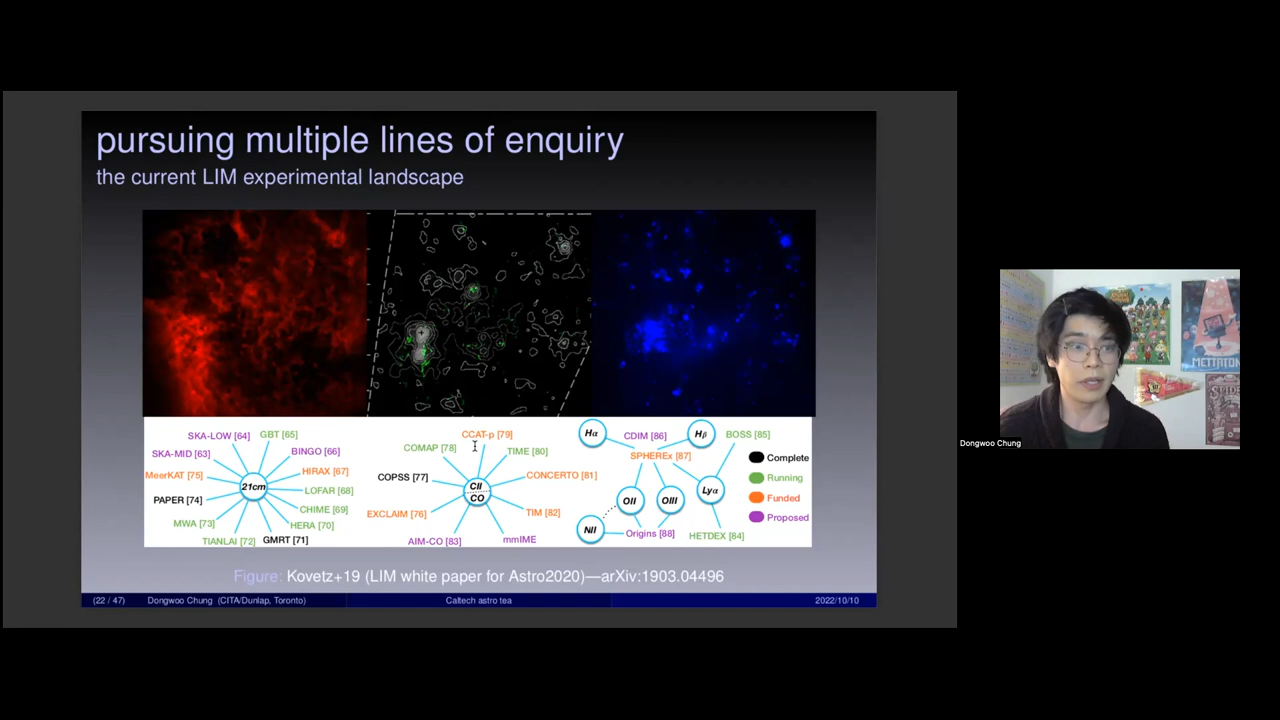 pursuing multiple lines of enquiry
the current LIM experimental landscape
SKA-LOW [64]
GBT [65]
SKA-MID [63]
BINGO [66]
MeerKAT [75]
HIRAX [67]
21cm
PAPER [74]
LOFAR [68]
CHIME [69]
MWA [73]
HERA [70]
TIANLAI [72]
GMRT [71]
CCAT-p [79]
COMAP [78]
TIME [80]
COPSS [77]
CONCERTO [81]
CII
CO
EXCLAIM [76]
TIM [82]
AIM-CO [83]
mmIME
Hα
CDIM [86]
Hβ
BOSS [85]
SPHEREx [87]
OII
OIII
Lyα
NII
Origins [88]
HETDEX [84]
Complete
Running
Funded
Proposed
Figure: Kovetz+19 (LIM white paper for Astro2020)—arXiv:1903.04496
(22 / 47) Dongwoo Chung (CITA/Dunlap, Toronto) Caltech astro tea 2022/10/10
METTATON
Dongwoo Chung